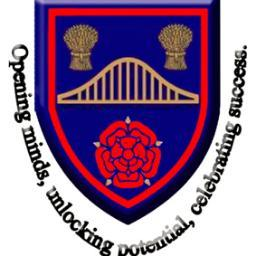 Opening minds, unlocking potential, celebrating success.